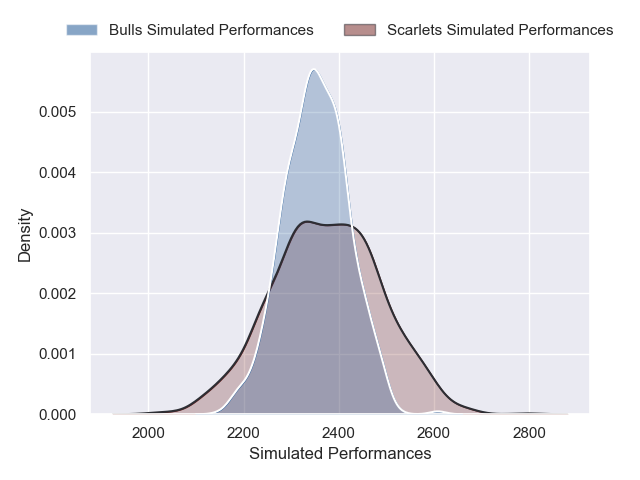 Bulls Simulated Performances
Scarlets Simulated Performances
Density
0.005
0.004
0.003
0.002
0.001
0.000
2000 2200 2400 2600 2800
Simulated Performances